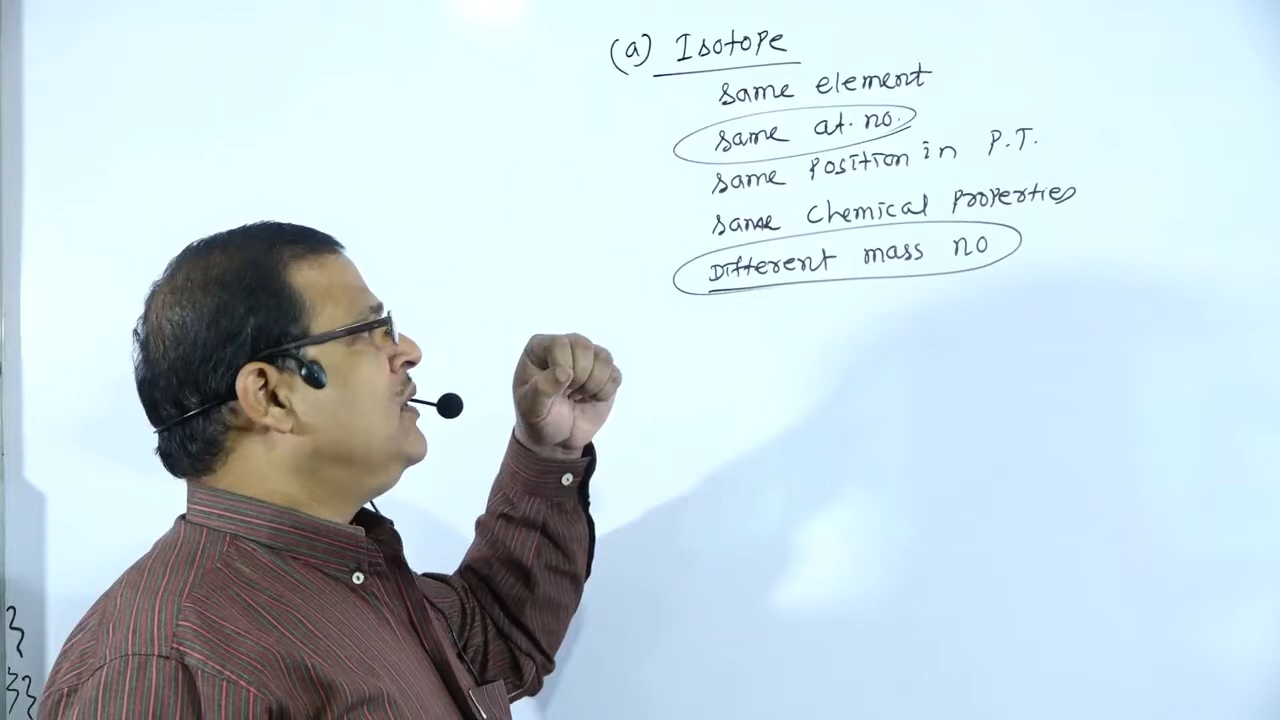 (a) Isotope
same element
same at. no.
same position in P.T.
same chemical properties
Different mass no